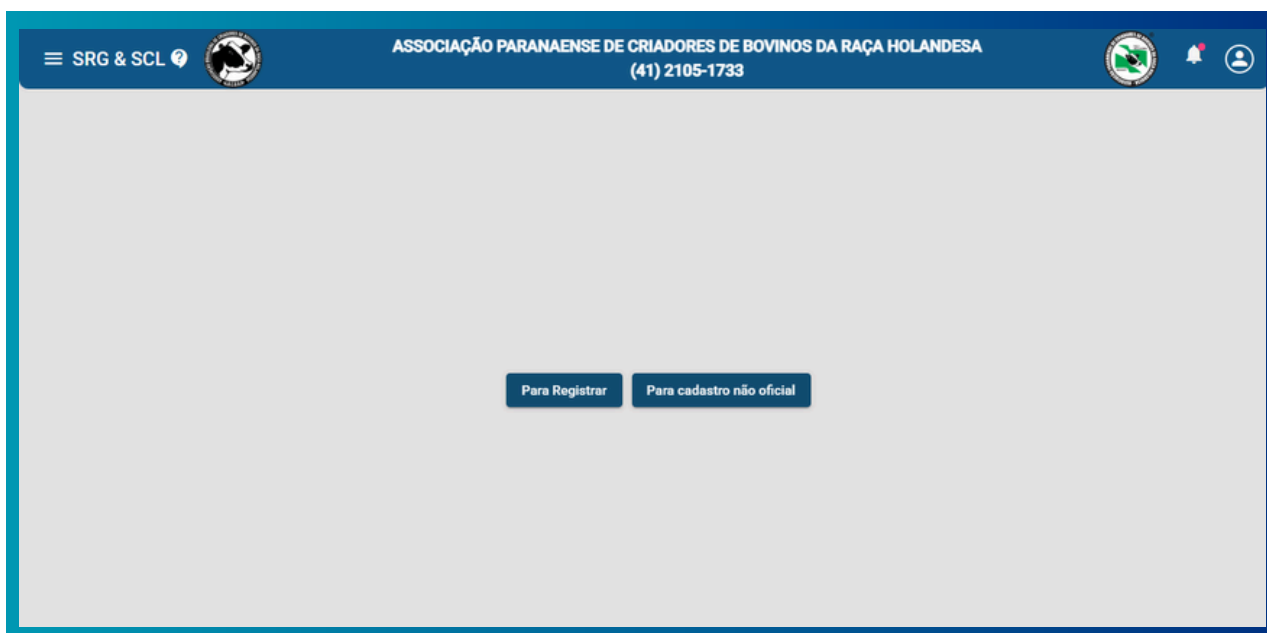 SRG & SCL
ASSOCIAÇÃO PARANAENSE DE CRIADORES DE BOVINOS DA RAÇA HOLANDESA
(41) 2105-1733
Para Registrar
Para cadastro não oficial